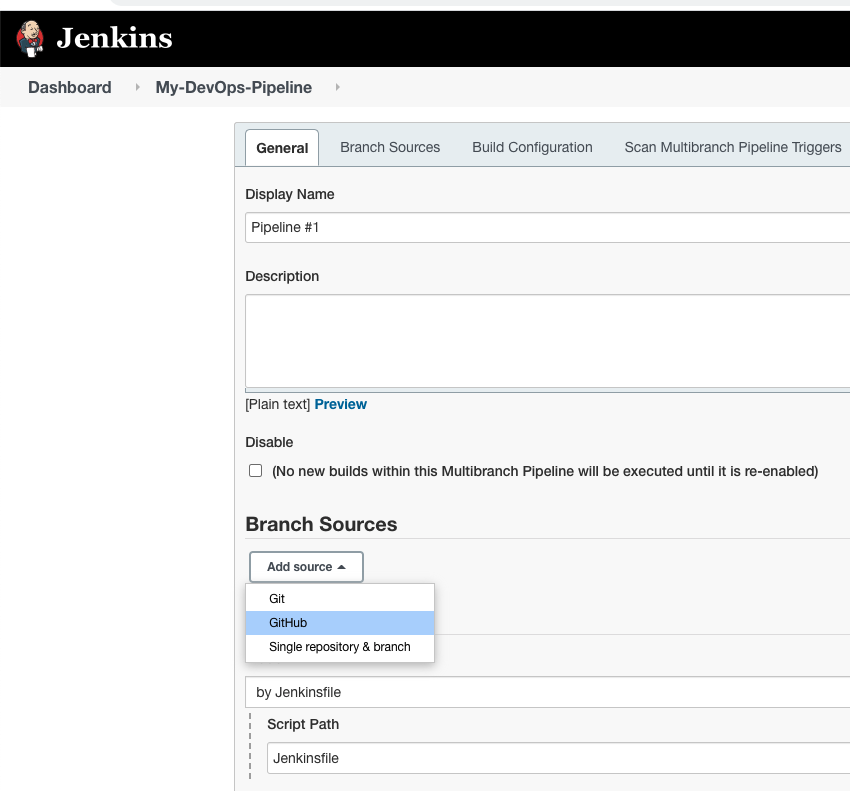 Jenkins
Dashboard My-DevOps-Pipeline
General Branch Sources Build Configuration Scan Multibranch Pipeline Triggers
Display Name
Pipeline #1
Description
[Plain text] Preview
Disable
(No new builds within this Multibranch Pipeline will be executed until it is re-enabled)
Branch Sources
Add source
Git
GitHub
Single repository & branch
by Jenkinsfile
Script Path
Jenkinsfile